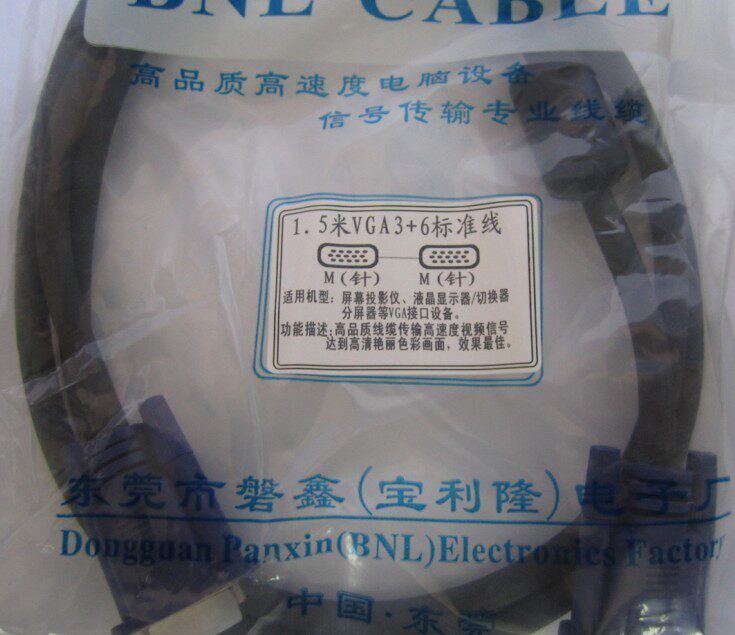 BNL CABLE
高品质高速度电脑设备
信号传输专业线缆
1.5米VGA3+6标准线
M(针) M(针)
适用机型：屏幕投影仪、液晶显示器/切换器
分屏器等VGA接口设备。
功能描述：高品质线缆传输高速度视频信号
达到高清艳丽色彩画面，效果最佳。
东莞市磐鑫(宝利隆)电子厂
Dongguan Panxin(BNL)Electronics Factory
中国·东莞